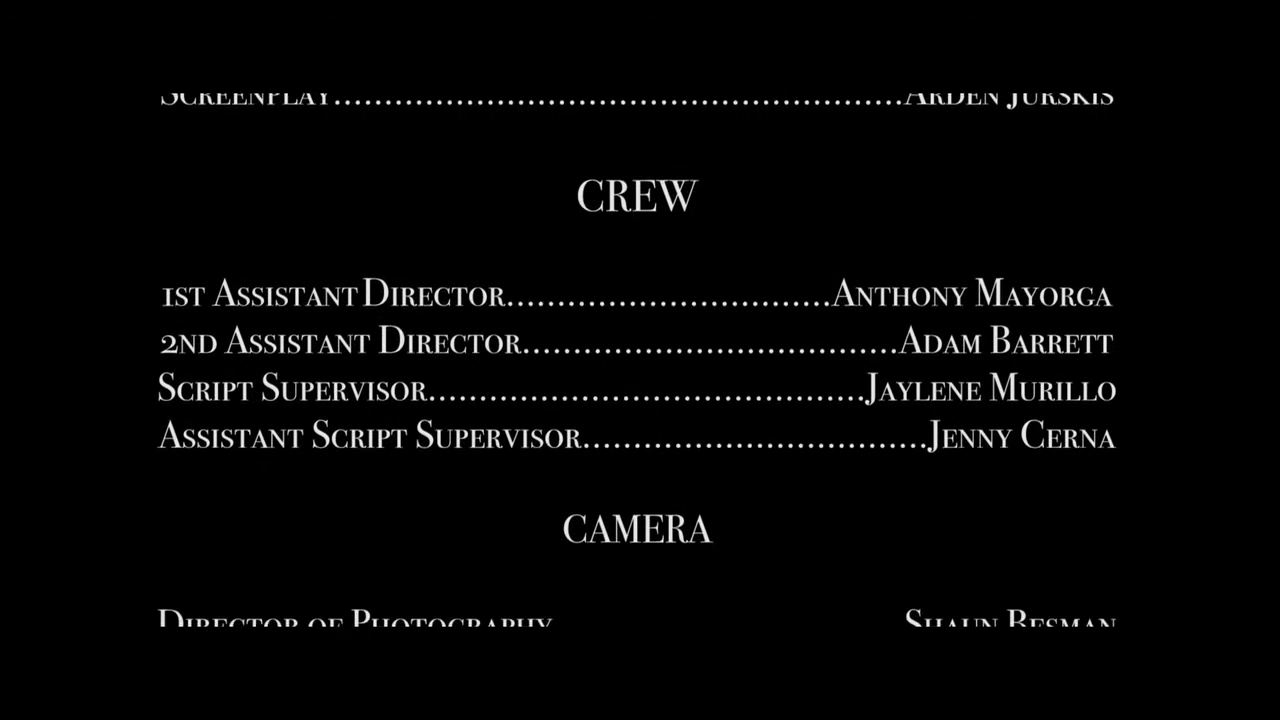 Screenplay........................................................Arden Jurskis
CREW
1st Assistant Director................................Anthony Mayorga
2nd Assistant Director.....................................Adam Barrett
Script Supervisor...........................................Jaylene Murillo
Assistant Script Supervisor..................................Jenny Cerna
CAMERA
Director of Photography Shaun Besman